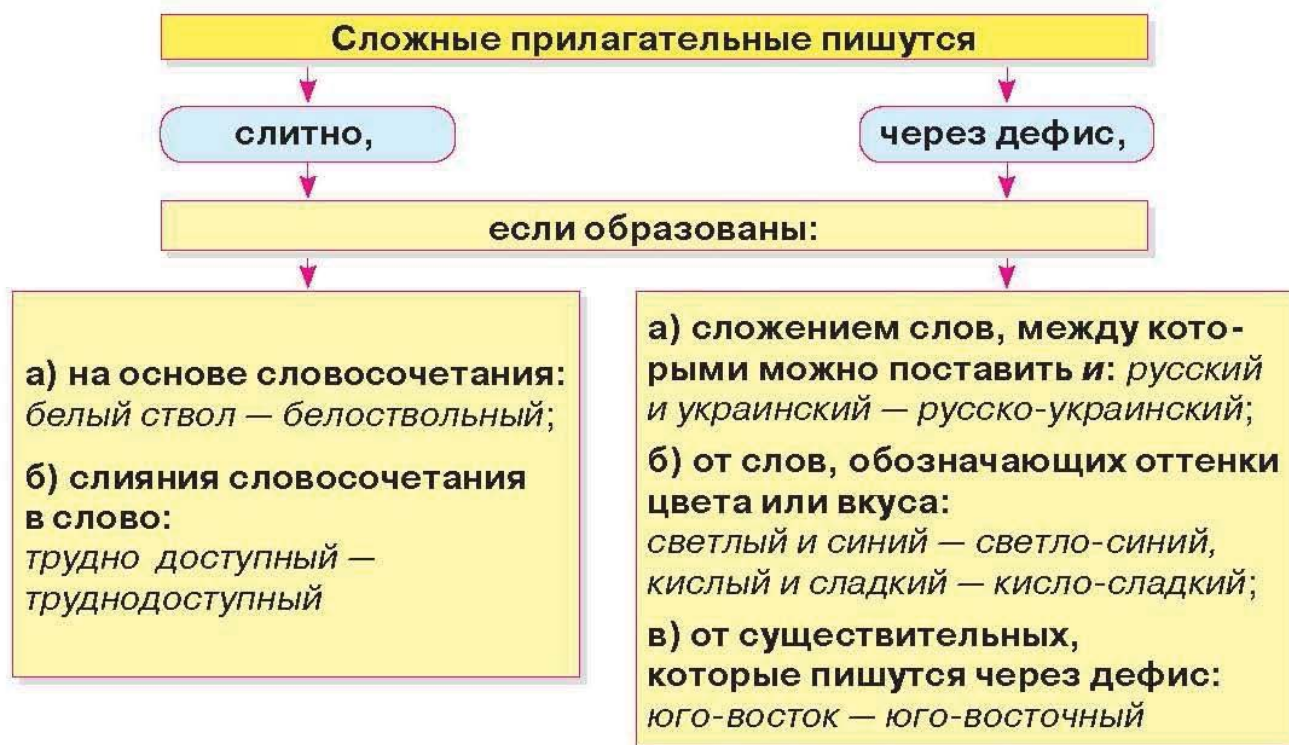 Сложные прилагательные пишутся
слитно,
через дефис,
если образованы:
а) на основе словосочетания:
белый ствол — белоствольный;
б) слияния словосочетания
в слово:
трудно доступный —
труднодоступный
а) сложением слов, между кото-
рыми можно поставить и: русский
и украинский — русско-украинский;
б) от слов, обозначающих оттенки
цвета или вкуса:
светлый и синий — светло-синий,
кислый и сладкий — кисло-сладкий;
в) от существительных,
которые пишутся через дефис:
юго-восток — юго-восточный